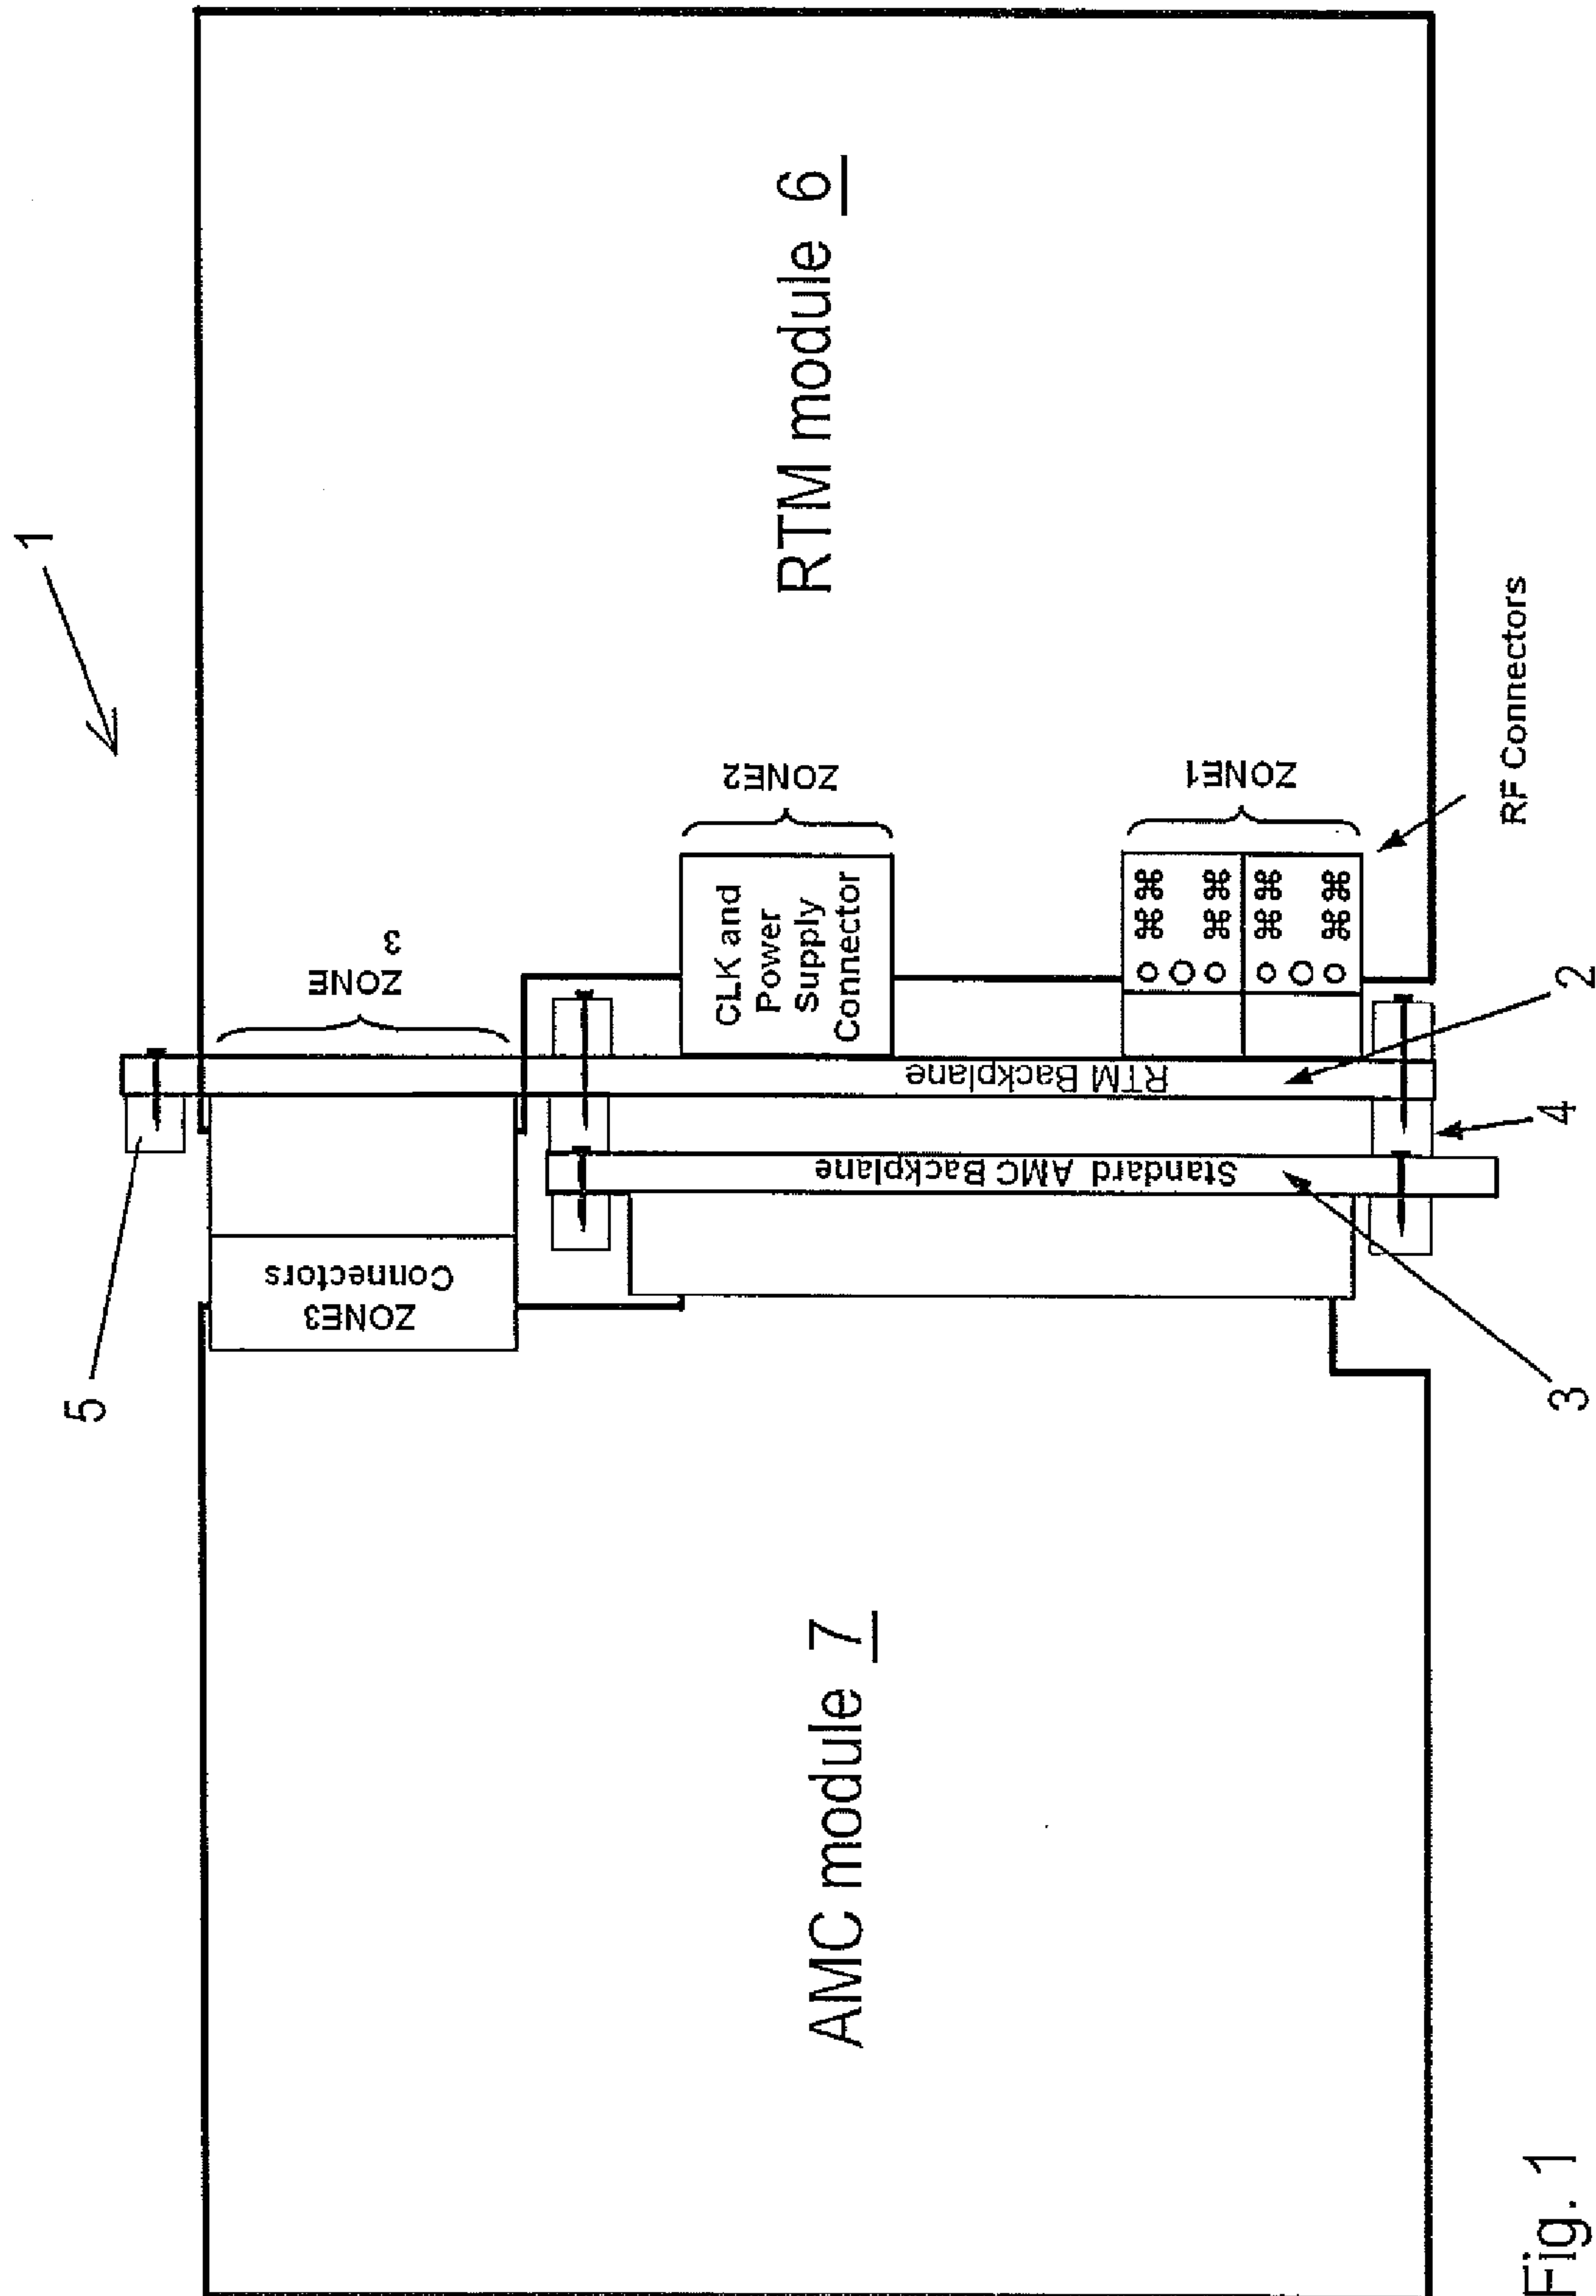 1
RTM module 6
ZONE2
CLK and
Power
Supply
Connector
ZONE1
RF Connectors
ZONE
3
RTM Backplane
2
Standard AMC Backplane
4
5
ZONE3
Connectors
3
AMC module 7
Fig. 1